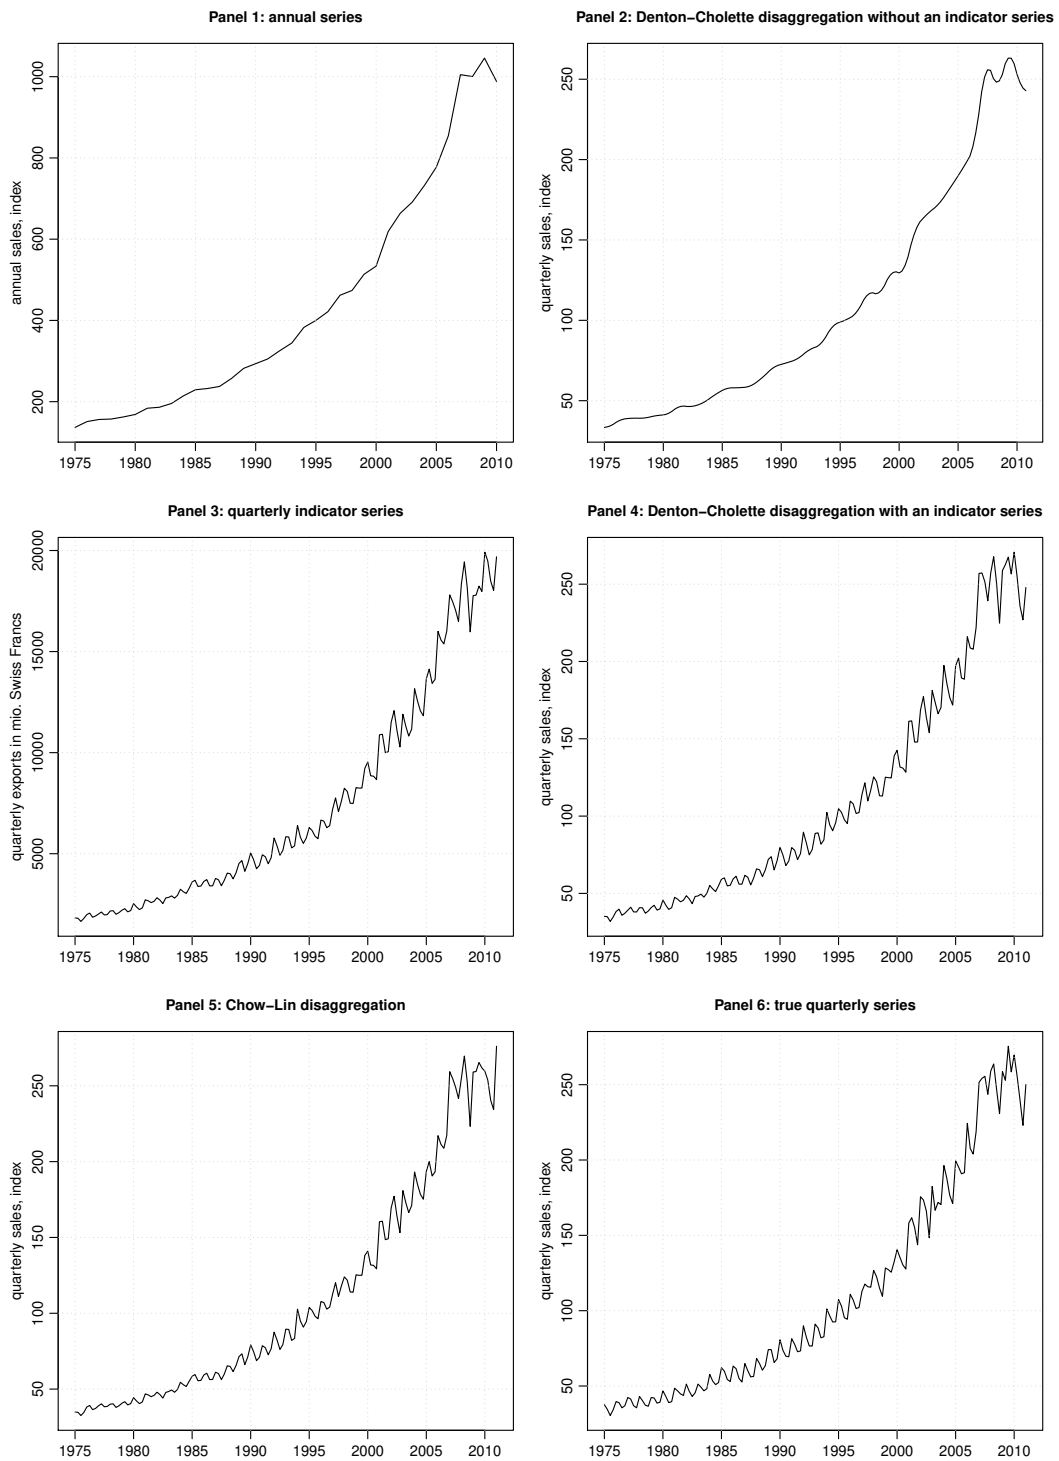 Panel 1: annual series
annual sales, index
1000
800
600
400
200
1975 1980 1985 1990 1995 2000 2005 2010
Panel 2: Denton−Cholette disaggregation without an indicator series
quarterly sales, index
250
200
150
100
50
1975 1980 1985 1990 1995 2000 2005 2010
Panel 3: quarterly indicator series
quarterly exports in mio. Swiss Francs
20000
15000
10000
5000
1975 1980 1985 1990 1995 2000 2005 2010
Panel 4: Denton−Cholette disaggregation with an indicator series
quarterly sales, index
250
200
150
100
50
1975 1980 1985 1990 1995 2000 2005 2010
Panel 5: Chow−Lin disaggregation
quarterly sales, index
250
200
150
100
50
1975 1980 1985 1990 1995 2000 2005 2010
Panel 6: true quarterly series
quarterly sales, index
250
200
150
100
50
1975 1980 1985 1990 1995 2000 2005 2010